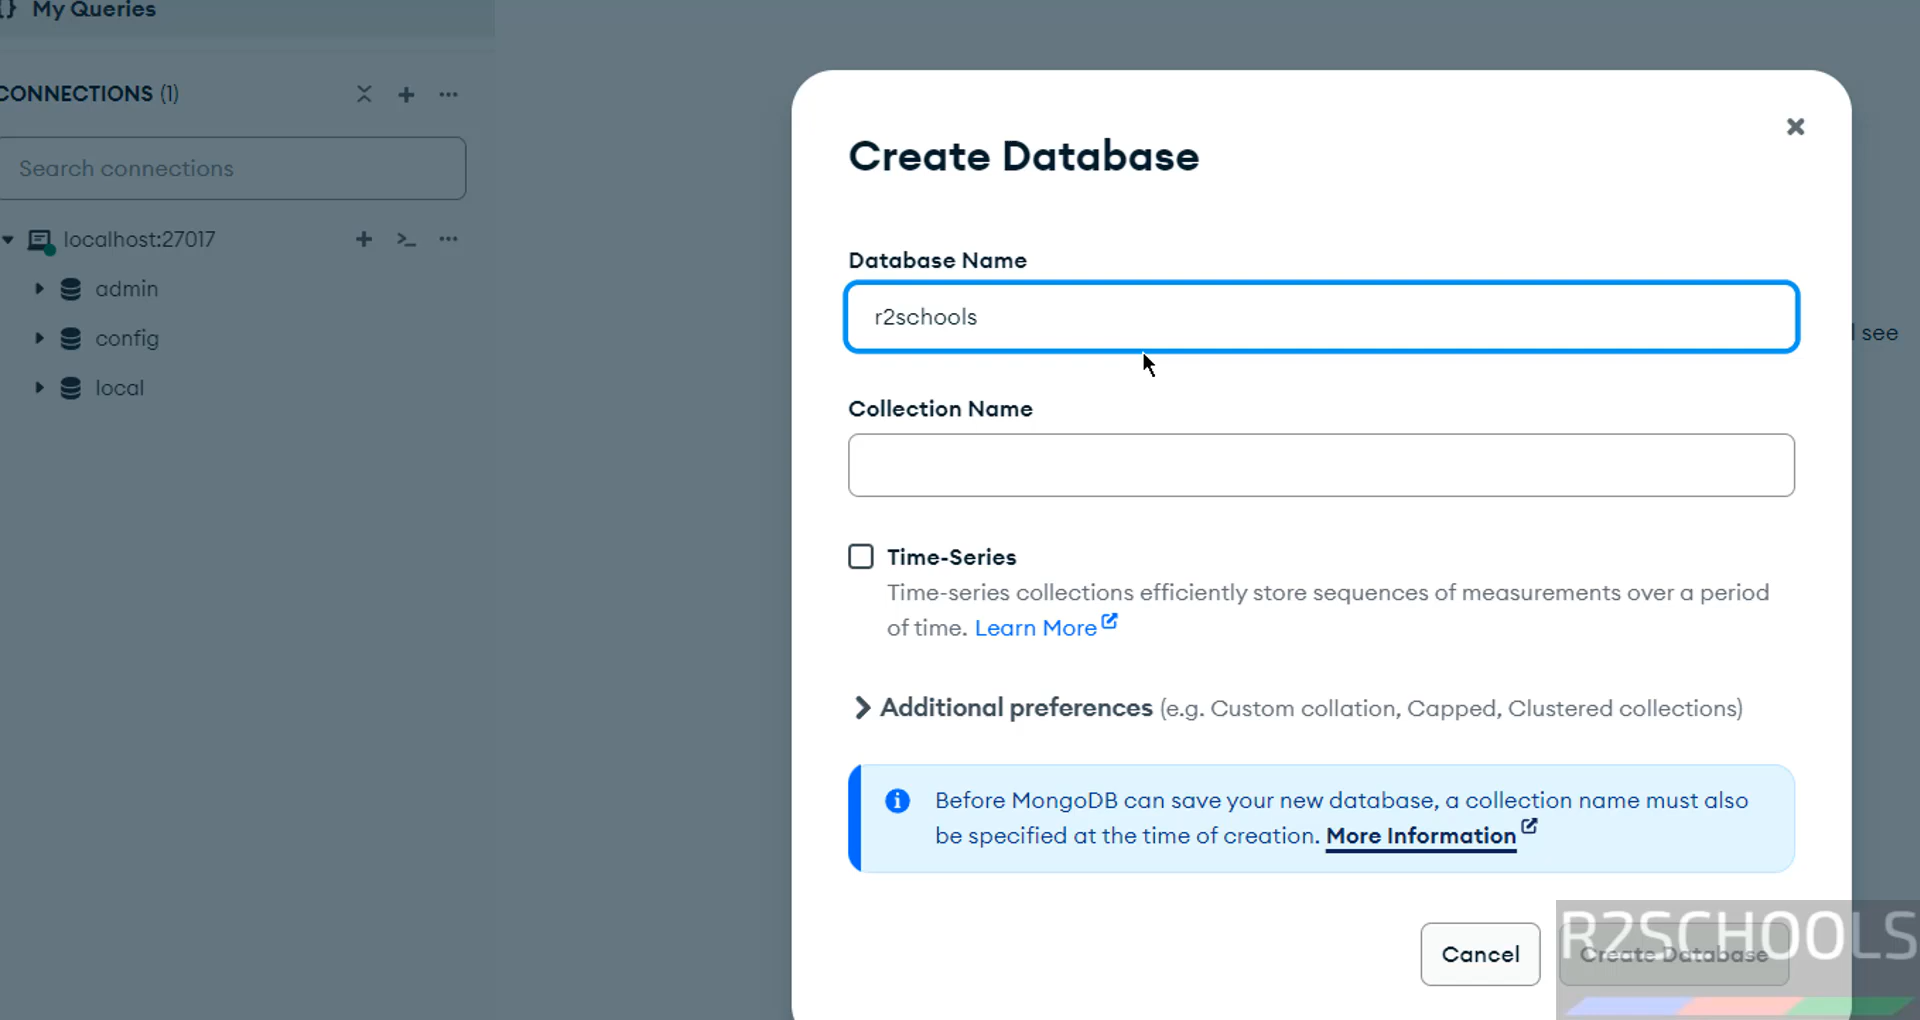 My Queries
CONNECTIONS (1)
Search connections
localhost:27017
admin
config
local
Create Database
Database Name
r2schools
Collection Name
Time-Series
Time-series collections efficiently store sequences of measurements over a period
of time. Learn More
Additional preferences (e.g. Custom collation, Capped, Clustered collections)
Before MongoDB can save your new database, a collection name must also
be specified at the time of creation. More Information
Cancel
Create Database
R2SCHOOLS
see